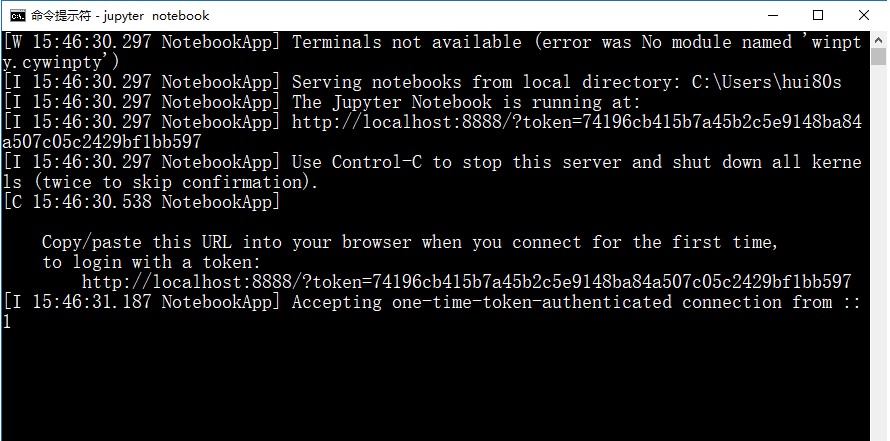 命令提示符 - jupyter notebook
[W 15:46:30.297 NotebookApp] Terminals not available (error was No module named 'winpt
y.cywinpty')
[I 15:46:30.297 NotebookApp] Serving notebooks from local directory: C:\Users\hui80s
[I 15:46:30.297 NotebookApp] The Jupyter Notebook is running at:
[I 15:46:30.297 NotebookApp] http://localhost:8888/?token=74196cb415b7a45b2c5e9148ba84
a507c05c2429bf1bb597
[I 15:46:30.297 NotebookApp] Use Control-C to stop this server and shut down all kerne
ls (twice to skip confirmation).
[C 15:46:30.538 NotebookApp]
Copy/paste this URL into your browser when you connect for the first time,
to login with a token:
http://localhost:8888/?token=74196cb415b7a45b2c5e9148ba84a507c05c2429bf1bb597
[I 15:46:31.187 NotebookApp] Accepting one-time-token-authenticated connection from ::
1